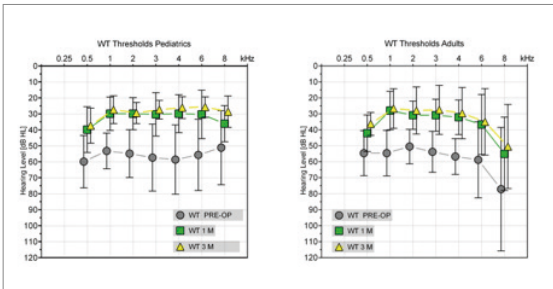 WT Thresholds Pediatrics
0.25 0.5 1 2 3 4 6 8 kHz
Hearing Level [dB HL]
0
10
20
30
40
50
60
70
80
90
100
110
120
WT PRE-OP
WT 1 M
WT 3 M
WT Thresholds Adults
0.25 0.5 1 2 3 4 6 8 kHz
Hearing Level [dB HL]
0
10
20
30
40
50
60
70
80
90
100
110
120
WT PRE-OP
WT 1 M
WT 3 M